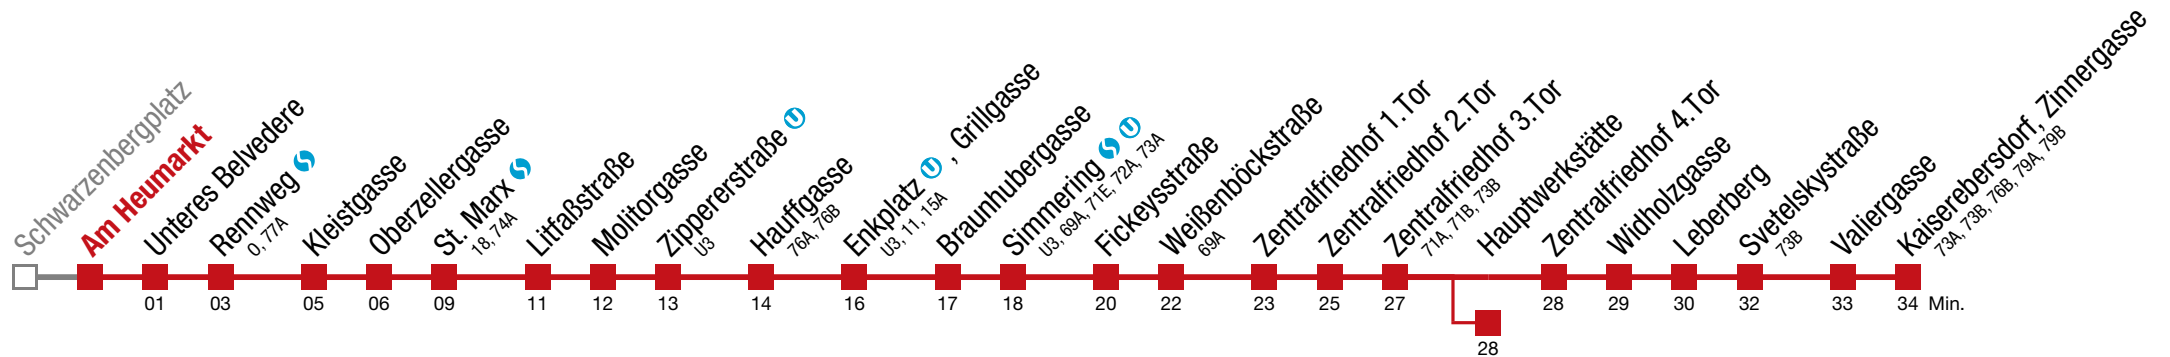 Schwarzenbergplatz
Am Heumarkt
Unteres Belvedere
01
Rennweg
0, 77A
03
Kleistgasse
05
Oberzellergasse
06
St. Marx
18, 74A
09
Litfaßstraße
11
Molitorgasse
12
Zippererstraße U
U3
13
Hauffgasse
76A, 76B
14
Enkplatz U , Grillgasse
U3, 11, 15A
16
Braunhubergasse
17
Simmering S U
U3, 69A, 71E, 72A, 73A
18
Fickeysstraße
20
Weißenböckstraße
69A
22
Zentralfriedhof 1.Tor
23
Zentralfriedhof 2.Tor
25
Zentralfriedhof 3.Tor
71A, 71B, 73B
27
Hauptwerkstätte
28
Zentralfriedhof 4.Tor
28
Widholzgasse
29
Leberberg
30
Svetelskystraße
73B
32
Valiergasse
33
Kaiserebersdorf, Zinnergasse
73A, 73B, 76B, 79A, 79B
34 Min.